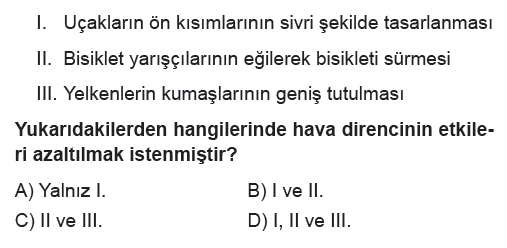 I. Uçakların ön kısımlarının sivri şekilde tasarlanması
II. Bisiklet yarışçılarının eğilerek bisikleti sürmesi
III. Yelkenlerin kumaşlarının geniş tutulması
Yukarıdakilerden hangilerinde hava direncinin etkile-
ri azaltılmak istenmiştir?
A) Yalnız I. B) I ve II.
C) II ve III. D) I, II ve III.